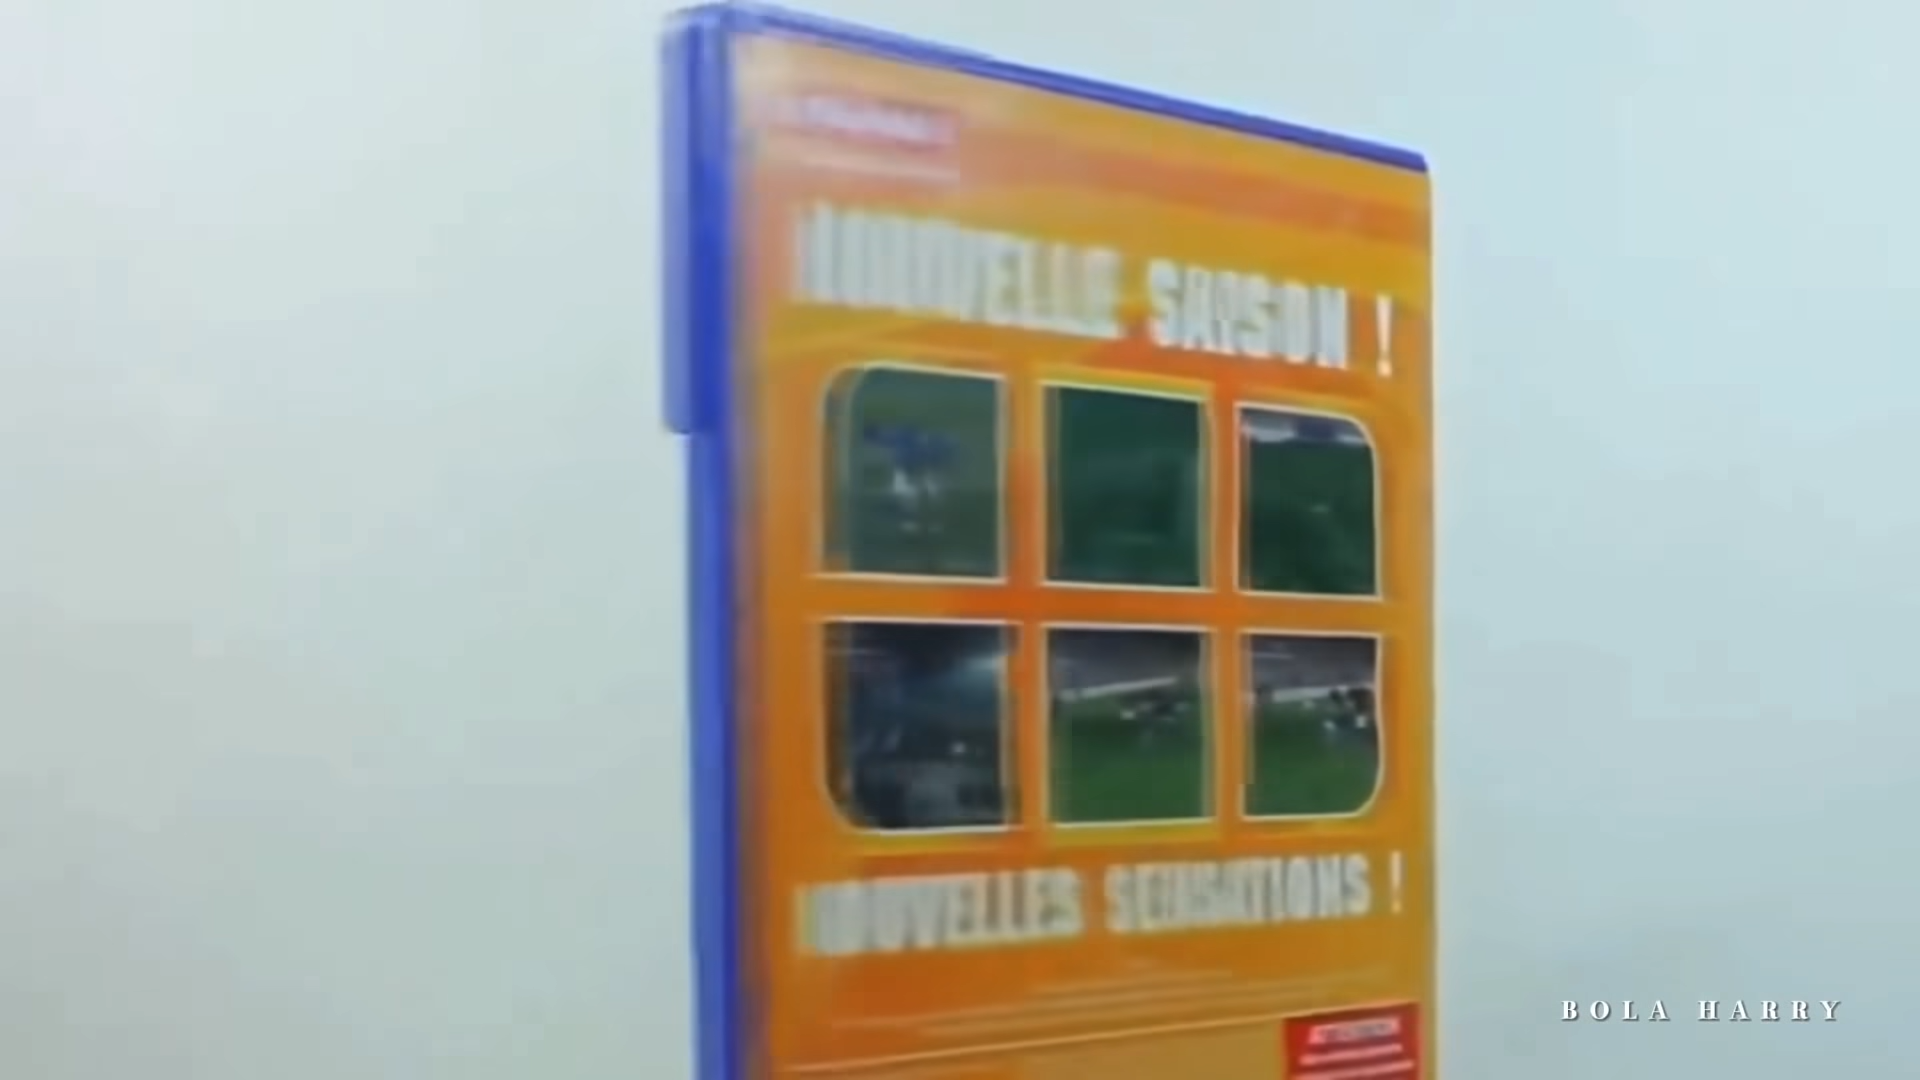 NOUVELLE SAISON !
NOUVELLES SENSATIONS !
BOLA HARRY